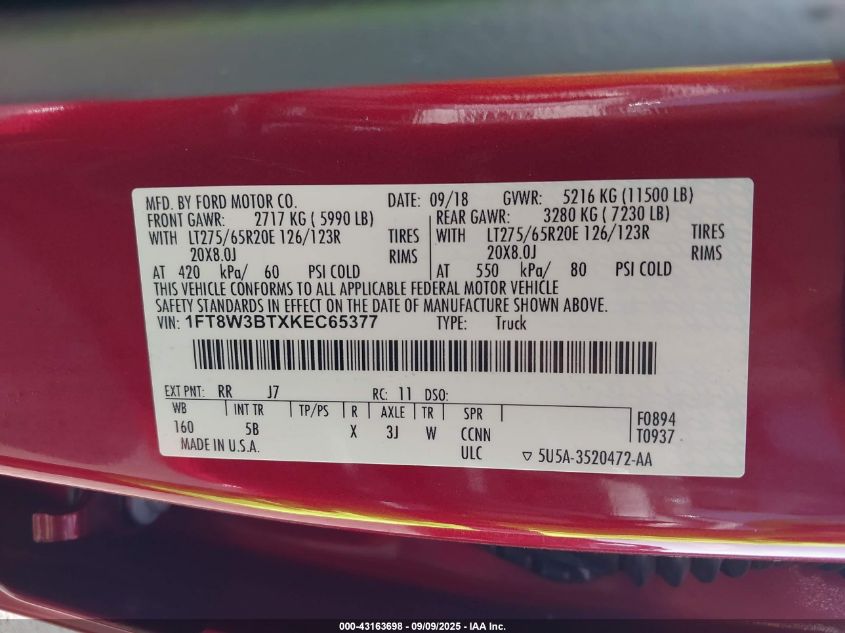 MFD. BY FORD MOTOR CO. DATE: 09/18 GVWR: 5216 KG (11500 LB)
FRONT GAWR: 2717 KG ( 5990 LB) REAR GAWR: 3280 KG ( 7230 LB)
WITH LT275/65R20E 126/123R TIRES WITH LT275/65R20E 126/123R TIRES
20X8.0J RIMS 20X8.0J RIMS
AT 420 kPa/ 60 PSI COLD AT 550 kPa/ 80 PSI COLD
THIS VEHICLE CONFORMS TO ALL APPLICABLE FEDERAL MOTOR VEHICLE
SAFETY STANDARDS IN EFFECT ON THE DATE OF MANUFACTURE SHOWN ABOVE.
VIN: 1FT8W3BTXKEC65377 TYPE: Truck
EXT PNT: RR J7 RC: 11 DSO:
WB INT TR TP/PS R AXLE TR SPR F0894
160 5B X 3J W CCNN T0937
MADE IN U.S.A. ULC ▽ 5U5A-3520472-AA
000-43163698 - 09/09/2025 - IAA Inc.